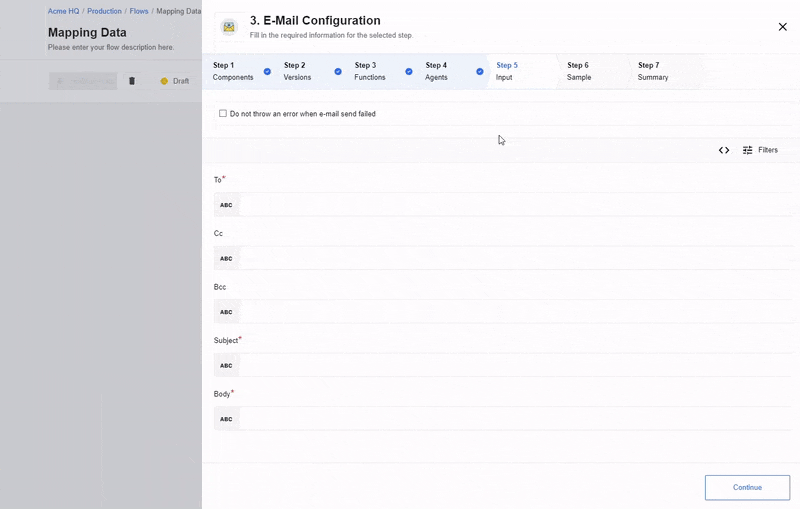 Acme HQ / Production / Flows / Mapping Data
Mapping Data
Please enter your flow description here.
Draft
3. E-Mail Configuration
Fill in the required information for the selected step.
Step 1
Components
Step 2
Versions
Step 3
Functions
Step 4
Agents
Step 5
Input
Step 6
Sample
Step 7
Summary
Do not throw an error when e-mail send failed
Filters
To*
ABC
Cc
ABC
Bcc
ABC
Subject*
ABC
Body*
ABC
Continue